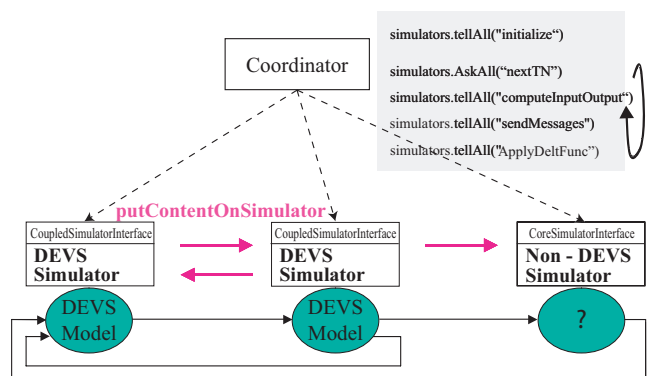 simulators.tellAll("initialize“)
Coordinator
simulators.AskAll(“nextTN”)
simulators.tellAll("computeInputOutput“)
simulators.tellAll("sendMessages")
simulators.tellAll("ApplyDeltFunc”)
putContentOnSimulator
CoupledSimulatorInterface
DEVS
Simulator
CoupledSimulatorInterface
DEVS
Simulator
CoreSimulatorInterface
Non - DEVS
Simulator
DEVS
Model
DEVS
Model
?